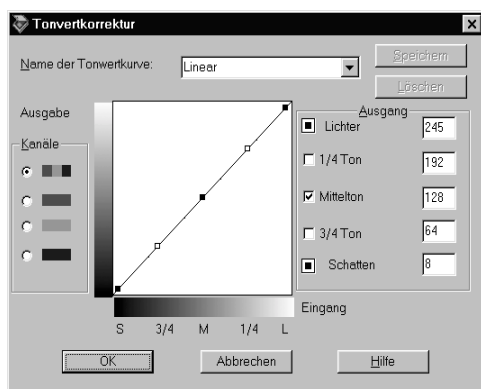 Tonvertkorrektur
Name der Tonwertkurve:
Linear
Speichern
Löschen
Ausgabe
Kanäle
Ausgang
Lichter 245
1/4 Ton 192
Mittelton 128
3/4 Ton 64
Schatten 8
Eingang
S 3/4 M 1/4 L
OK
Abbrechen
Hilfe